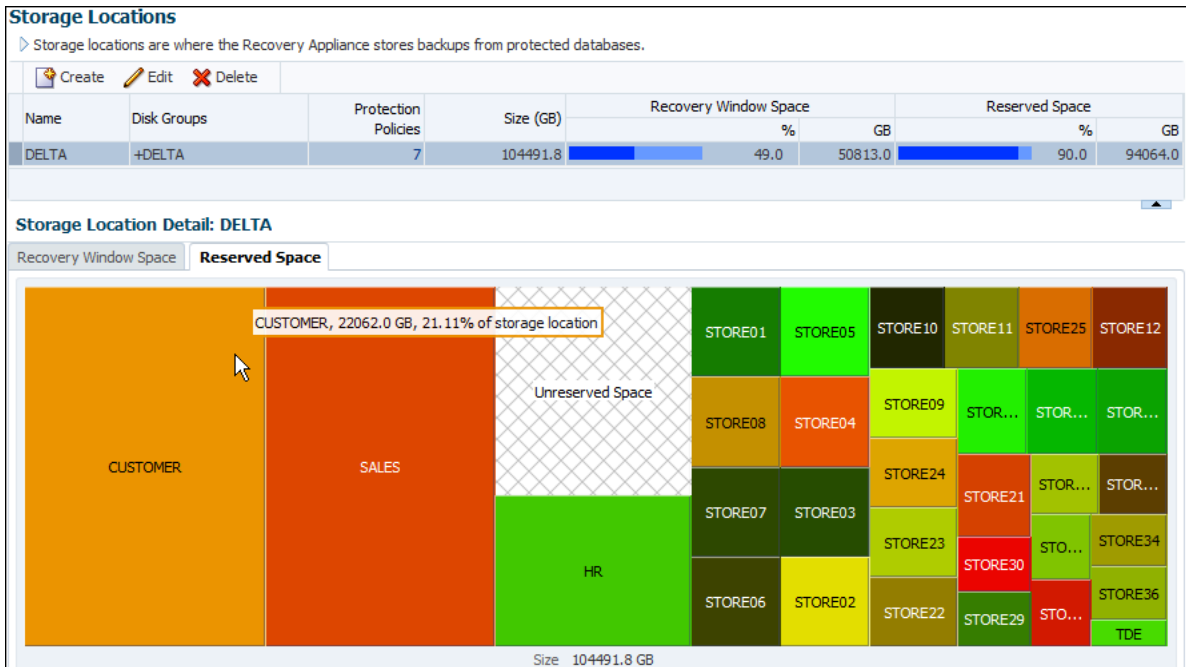 Storage Locations
Storage locations are where the Recovery Appliance stores backups from protected databases.
Create Edit Delete
Name Disk Groups Protection Policies Size (GB) Recovery Window Space Reserved Space
% GB % GB
DELTA +DELTA 7 104491.8 49.0 50813.0 90.0 94064.0
Storage Location Detail: DELTA
Recovery Window Space Reserved Space
CUSTOMER, 22062.0 GB, 21.11% of storage location
CUSTOMER
SALES
Unreserved Space
HR
STORE01 STORE05 STORE10 STORE11 STORE25 STORE12
STORE08 STORE04 STORE09 STOR... STOR... STOR...
STORE24 STORE21 STOR... STOR...
STORE07 STORE03 STORE23 STORE30 STO... STORE34
STORE06 STORE02 STORE22 STORE29 STO... STORE36
TDE
Size 104491.8 GB